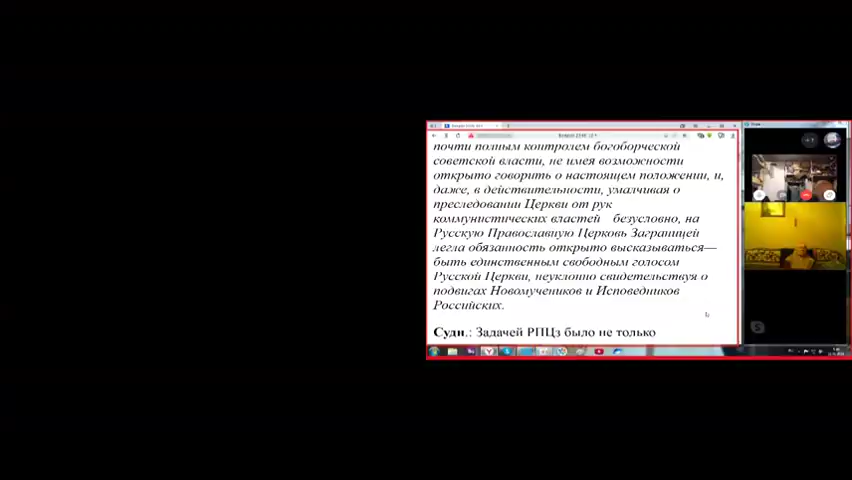 почти полным контролем богоборческой
советской власти, не имея возможности
открыто говорить о настоящем положении, и,
даже, в действительности, умалчивая о
преследовании Церкви от рук
коммунистических властей безусловно, на
Русскую Православную Церковь Заграницей
легла обязанность открыто высказываться—
быть единственным свободным голосом
Русской Церкви, неуклонно свидетельствуя о
подвигах Новомучеников и Исповедников
Российских.
Суди.: Задачей РПЦз было не только